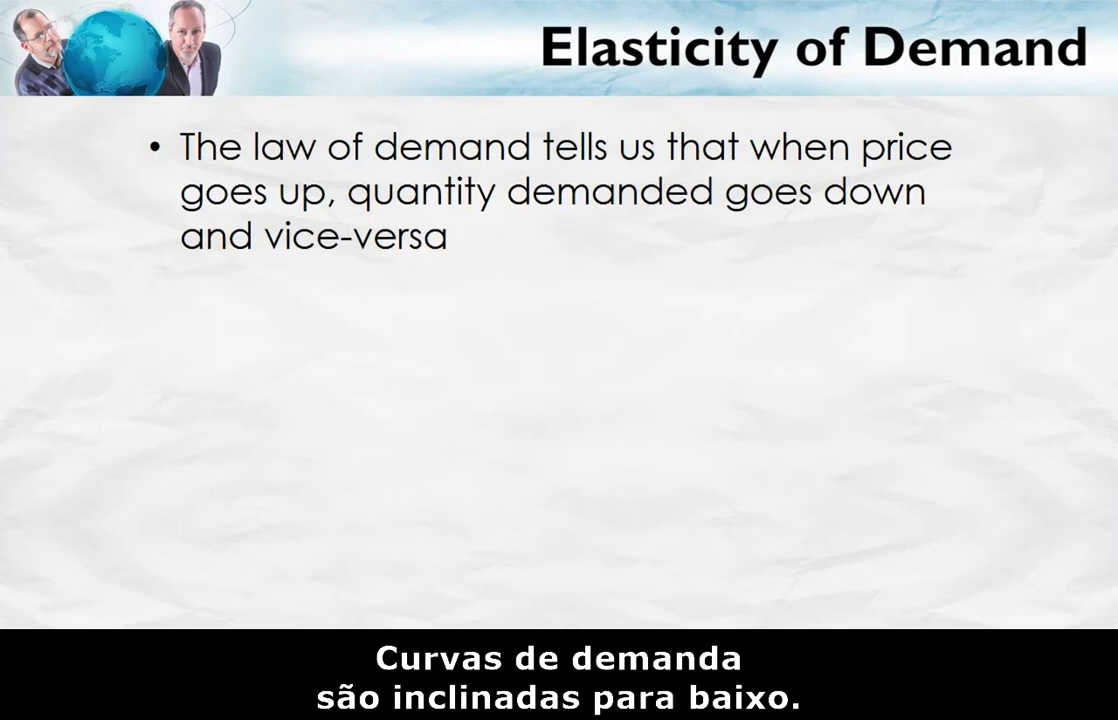 Elasticity of Demand
• The law of demand tells us that when price
goes up, quantity demanded goes down
and vice-versa
Curvas de demanda
são inclinadas para baixo.